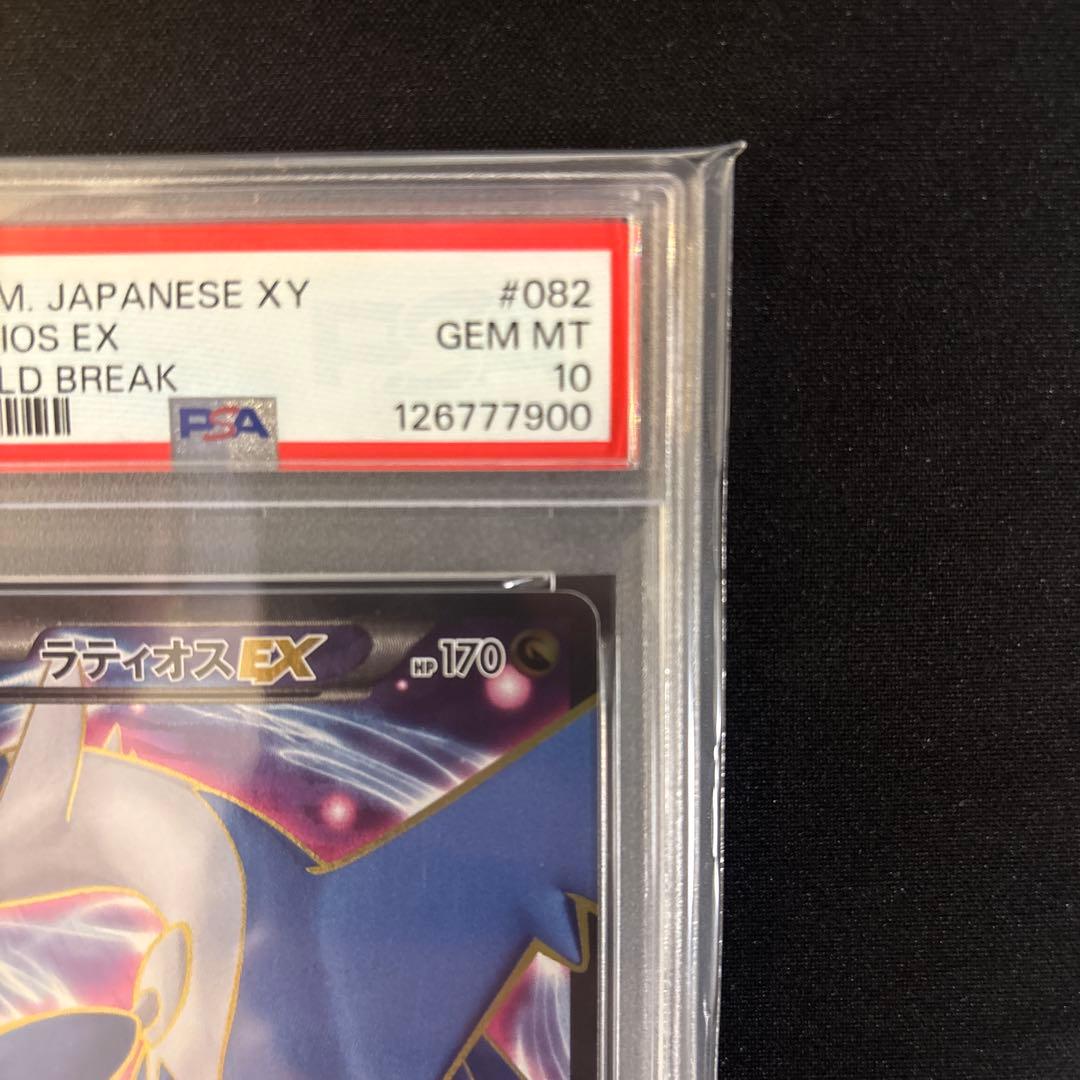 M. JAPANESE XY #082
IOS EX GEM MT
LD BREAK 10
PSA 126777900
ラティオスEX HP170